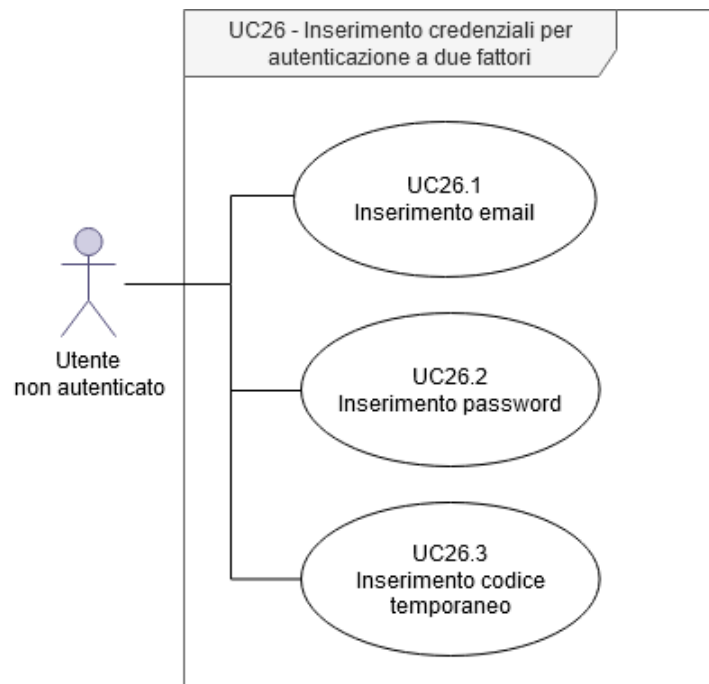 UC26 - Inserimento credenziali per
autenticazione a due fattori
UC26.1
Inserimento email
Utente
non autenticato
UC26.2
Inserimento password
UC26.3
Inserimento codice
temporaneo